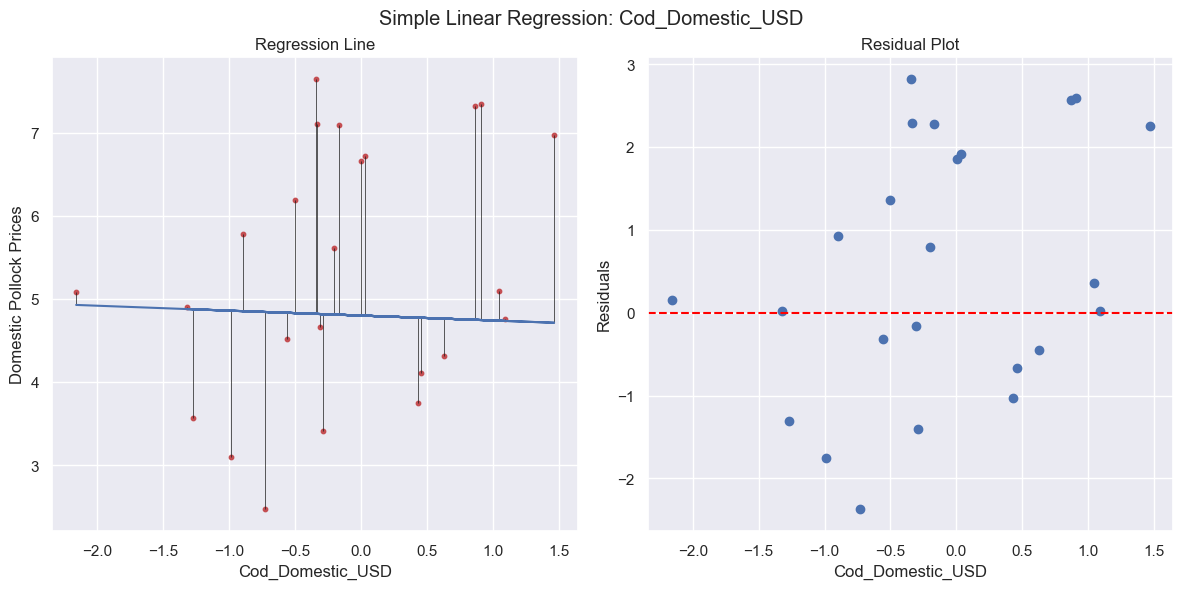 Simple Linear Regression: Cod_Domestic_USD
Regression Line
Domestic Pollock Prices
7
6
5
4
3
−2.0 −1.5 −1.0 −0.5 0.0 0.5 1.0 1.5
Cod_Domestic_USD
Residual Plot
Residuals
3
2
1
0
−1
−2
−2.0 −1.5 −1.0 −0.5 0.0 0.5 1.0 1.5
Cod_Domestic_USD